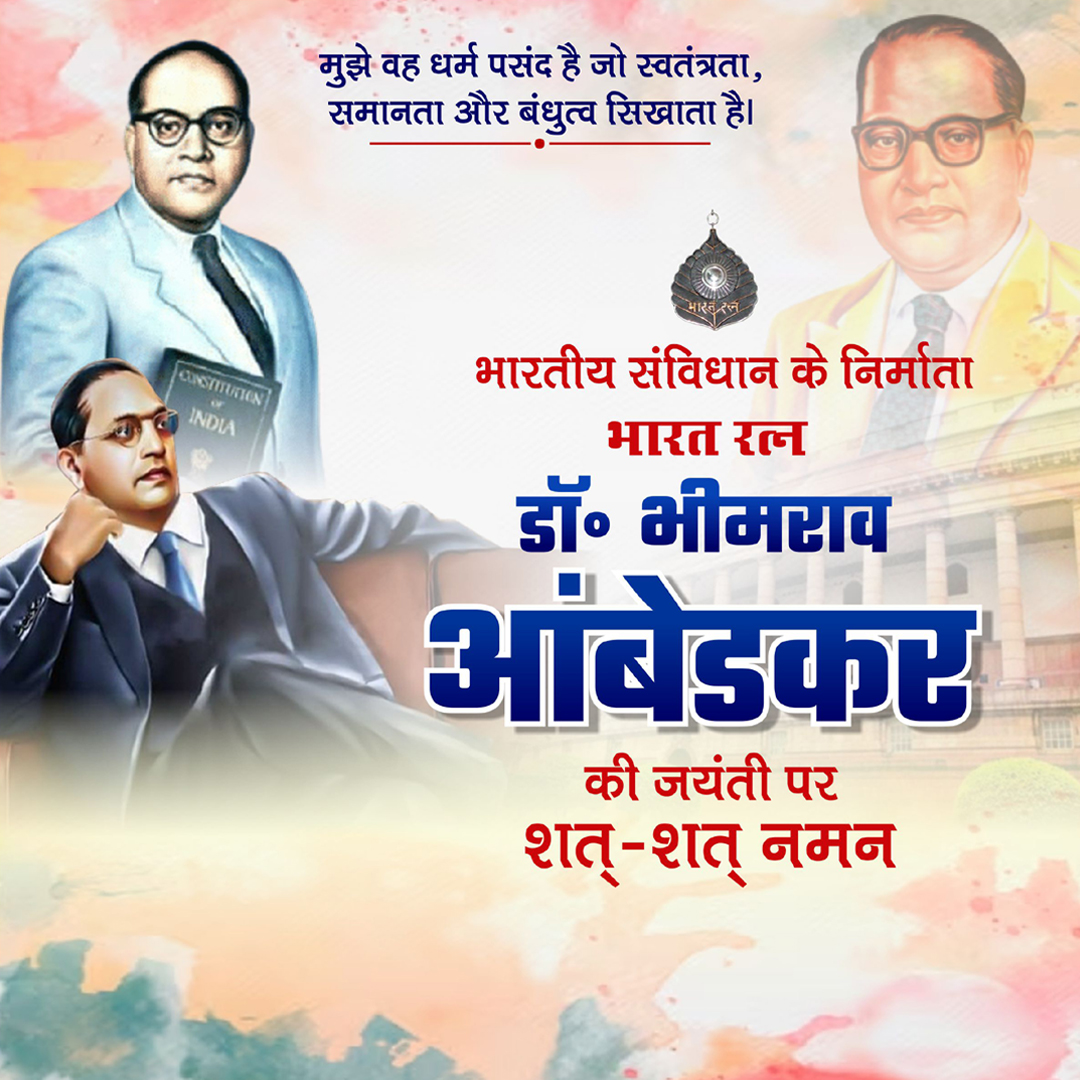 मुझे वह धर्म पसंद है जो स्वतंत्रता,
समानता और बंधुत्व सिखाता है।
भारत रत्न
CONSTITUTION
OF
INDIA
भारतीय संविधान के निर्माता
भारत रत्न
डॉ॰ भीमराव
आंबेडकर
की जयंती पर
शत्-शत् नमन